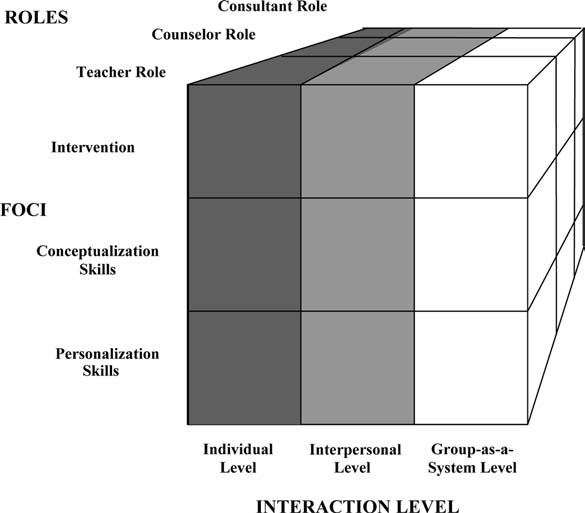 Consultant Role
ROLES
Counselor Role
Teacher Role
Intervention
FOCI
Conceptualization
Skills
Personalization
Skills
Individual
Level
Interpersonal
Level
Group-as-a-
System Level
INTERACTION LEVEL